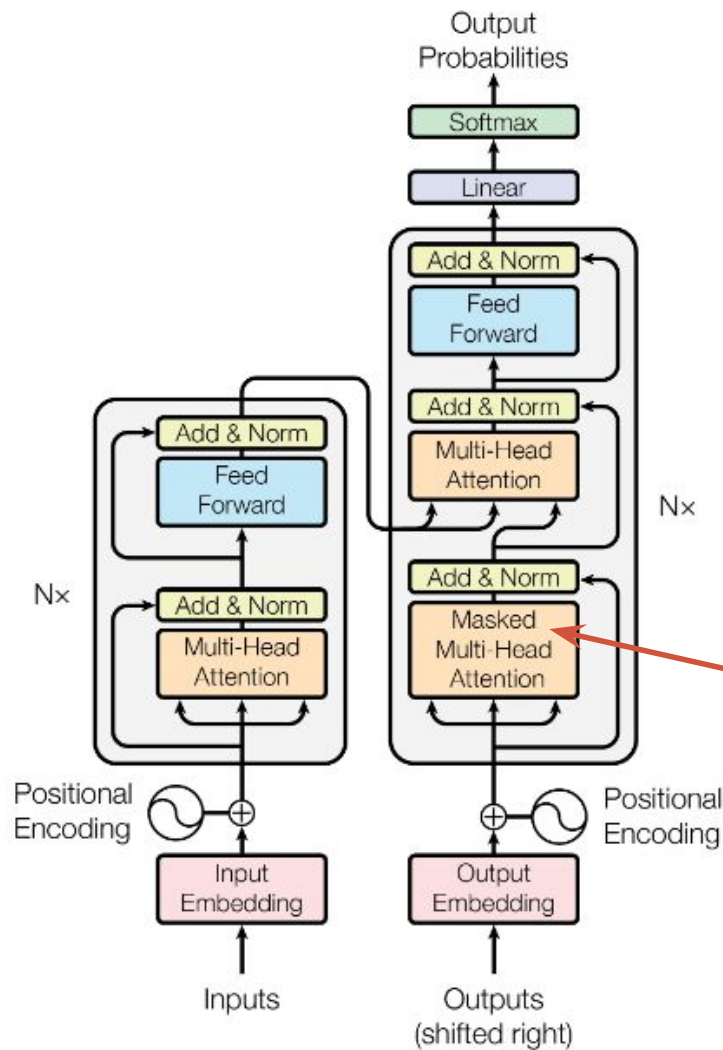 Output
Probabilities
Softmax
Linear
Add & Norm
Feed
Forward
Add & Norm
Multi-Head
Attention
Nx
Add & Norm
Masked
Multi-Head
Attention
Add & Norm
Feed
Forward
Nx
Add & Norm
Multi-Head
Attention
Positional
Encoding
Positional
Encoding
Input
Embedding
Output
Embedding
Inputs
Outputs
(shifted right)